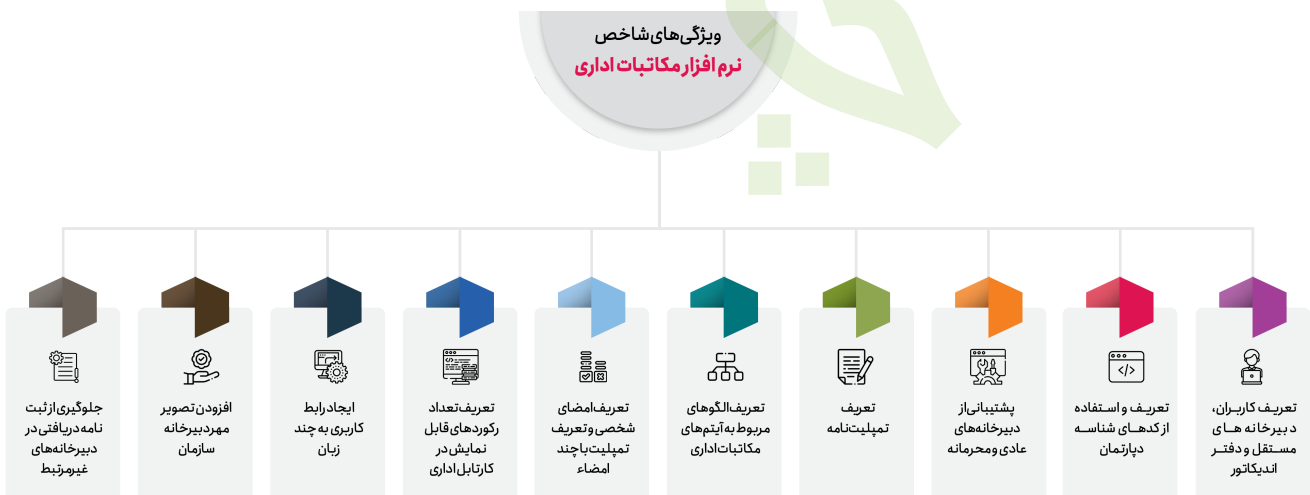 ویژگی‌های شاخص
نرم افزار مکاتبات اداری
تعریف کاربران،
دبیرخانه های
مستقل و دفتر
اندیکاتور
تعریف و استفاده
از کدهای شناسه
دپارتمان
پشتیبانی از
دبیرخانه‌های
عادی و محرمانه
تعریف
تمپلیت نامه
تعریف الگوهای
مربوط به آیتم‌های
مکاتبات اداری
تعریف امضای
شخصی و تعریف
تمپلیت با چند
امضاء
تعریف تعداد
رکوردهای قابل
نمایش در
کارتابل اداری
ایجاد رابط
کاربری به چند
زبان
افزودن تصویر
مهر دبیرخانه
سازمان
جلوگیری از ثبت
نامه دریافتی در
دبیرخانه‌های
غیرمرتبط